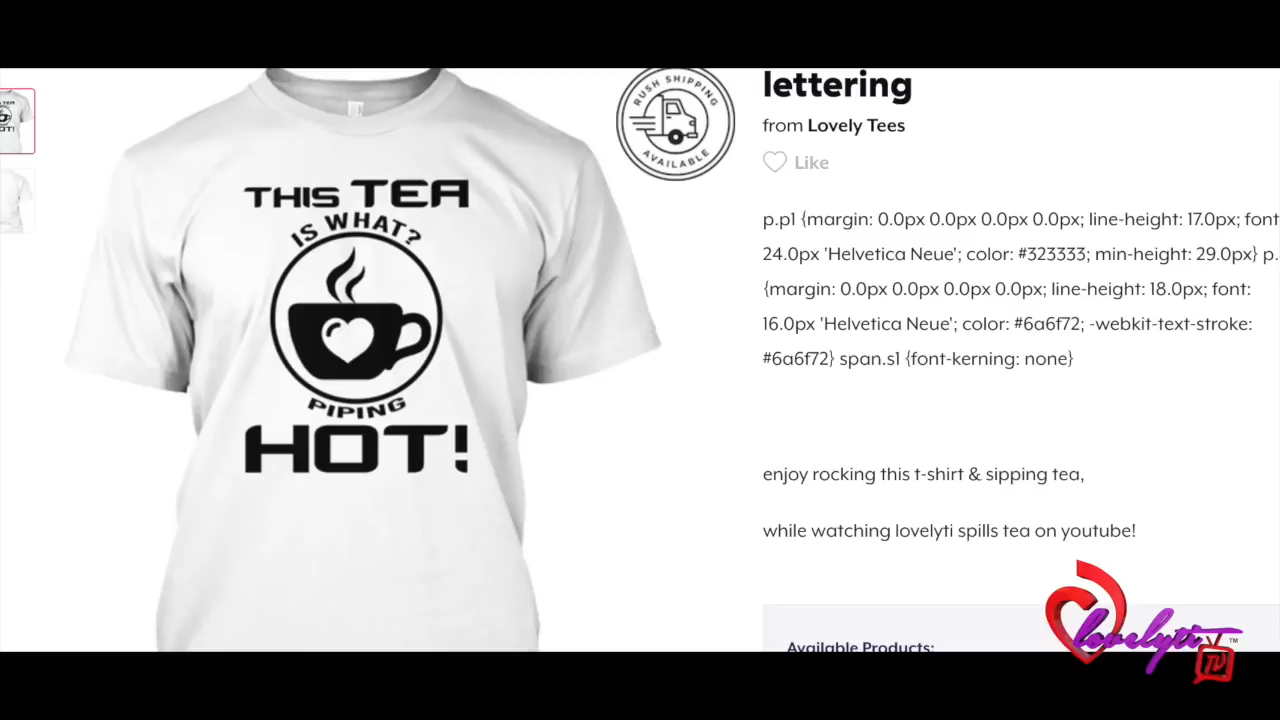 THIS TEA
IS WHAT?
PIPING
HOT!
RUSH SHIPPING
AVAILABLE
lettering
from Lovely Tees
Like
p.p1 {margin: 0.0px 0.0px 0.0px 0.0px; line-height: 17.0px; font
24.0px 'Helvetica Neue'; color: #323333; min-height: 29.0px} p.
{margin: 0.0px 0.0px 0.0px 0.0px; line-height: 18.0px; font:
16.0px 'Helvetica Neue'; color: #6a6f72; -webkit-text-stroke:
#6a6f72} span.s1 {font-kerning: none}
enjoy rocking this t-shirt & sipping tea,
while watching lovelyti spills tea on youtube!
Available Products:
lovelyti
TV
TM